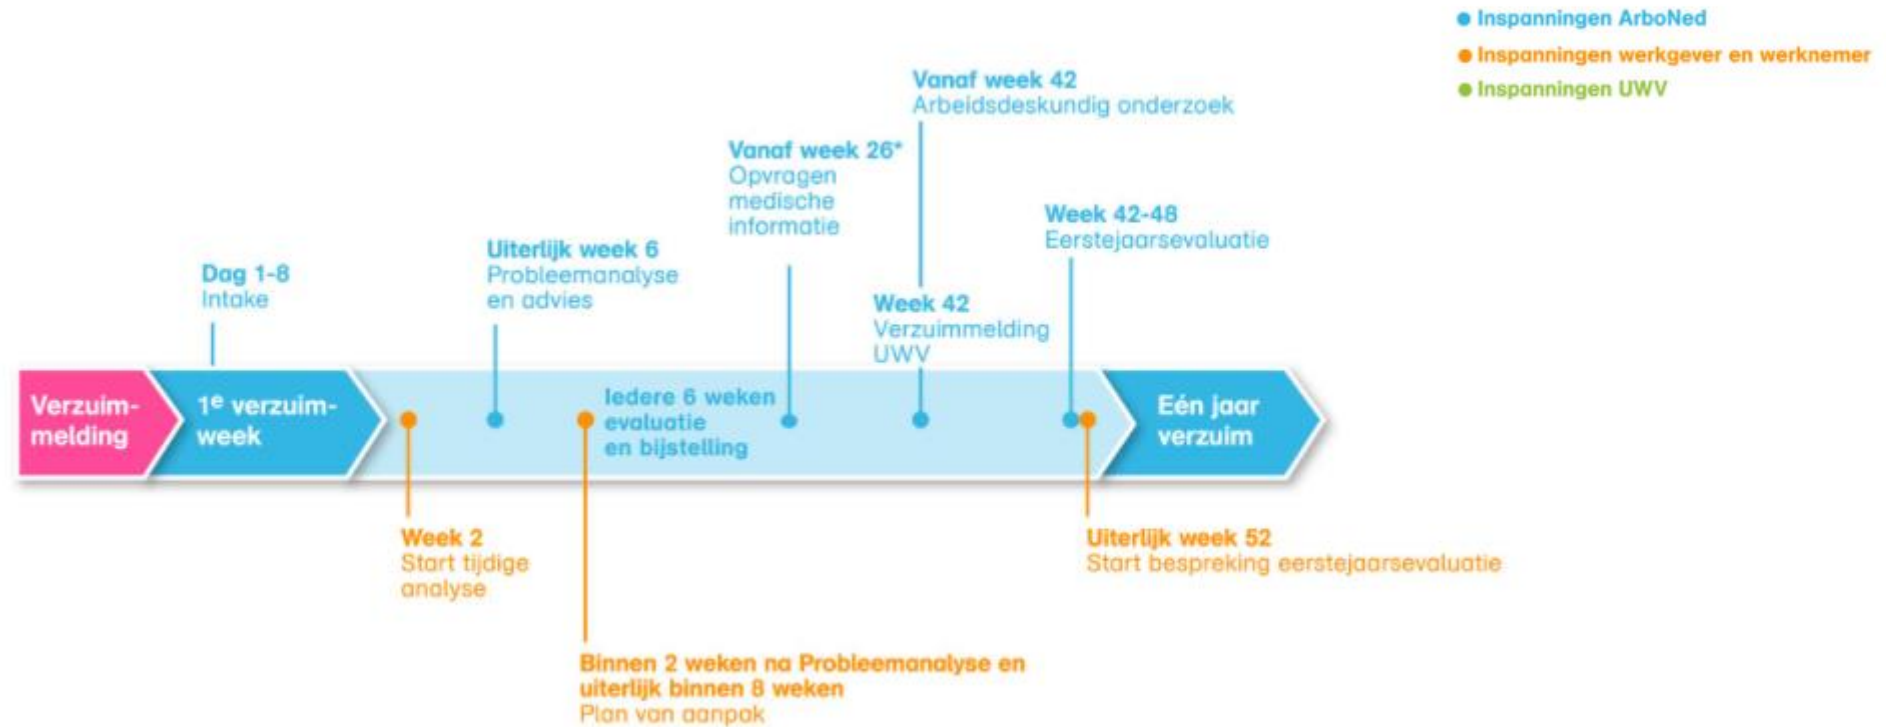 Inspanningen ArboNed
Inspanningen werkgever en werknemer
Inspanningen UWV
Vanaf week 42
Arbeidsdeskundig onderzoek
Vanaf week 26*
Opvragen
medische
informatie
Week 42-48
Eerstejaarsevaluatie
Uiterlijk week 6
Probleemanalyse
en advies
Dag 1-8
Intake
Week 42
Verzuimmelding
UWV
Verzuim-
melding
1e verzuim-
week
Iedere 6 weken
evaluatie
en bijstelling
Eén jaar
verzuim
Week 2
Start tijdige
analyse
Uiterlijk week 52
Start bespreking eerstejaarsevaluatie
Binnen 2 weken na Probleemanalyse en
uiterlijk binnen 8 weken
Plan van aanpak